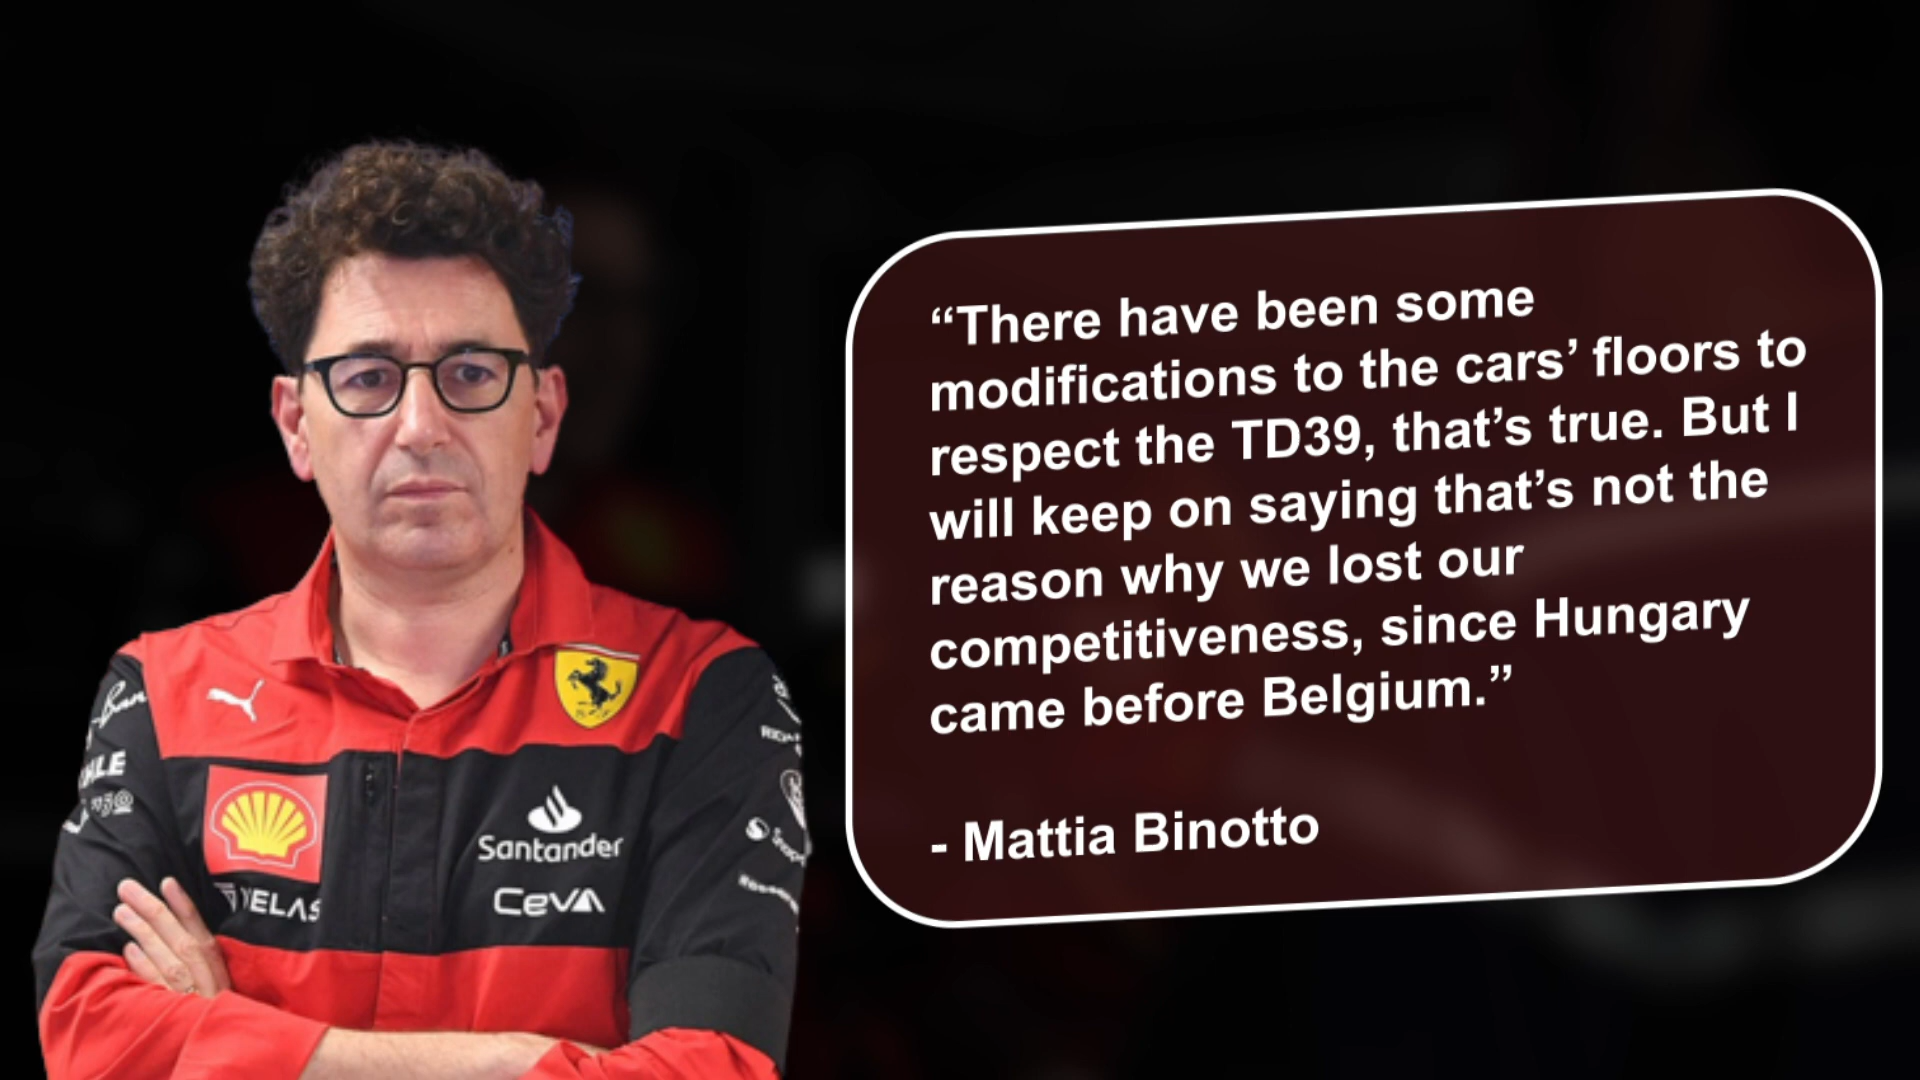 “There have been some
modifications to the cars’ floors to
respect the TD39, that’s true. But I
will keep on saying that’s not the
reason why we lost our
competitiveness, since Hungary
came before Belgium.”
- Mattia Binotto
Santander
CEVA